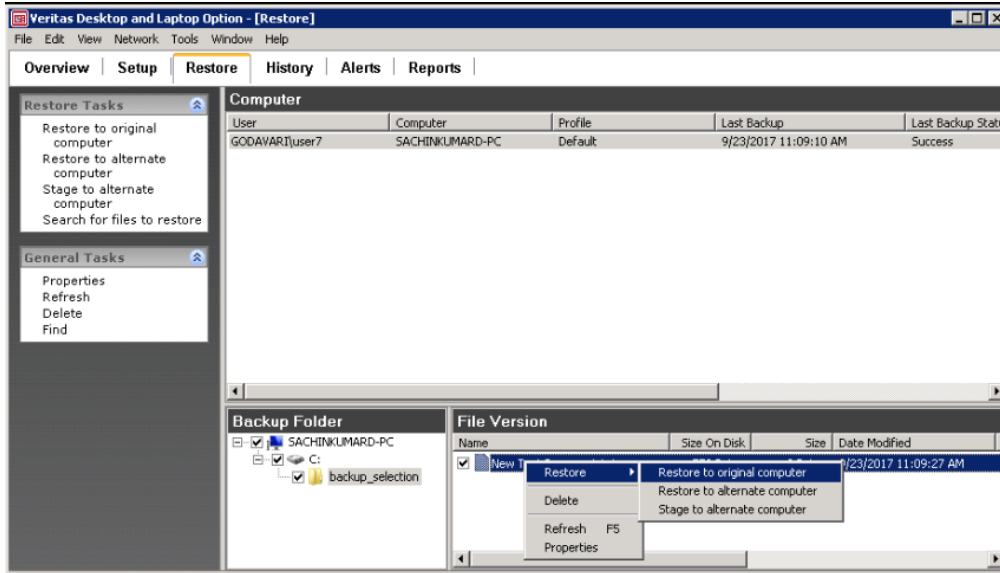 Veritas Desktop and Laptop Option - [Restore]
File Edit View Network Tools Window Help
Overview Setup Restore History Alerts Reports
Restore Tasks
Restore to original
computer
Restore to alternate
computer
Stage to alternate
computer
Search for files to restore
General Tasks
Properties
Refresh
Delete
Find
Computer
User Computer Profile Last Backup Last Backup Stat
GODAVARI\user7 SACHINKUMARD-PC Default 9/23/2017 11:09:10 AM Success
Backup Folder
SACHINKUMARD-PC
C:
backup_selection
File Version
Name Size On Disk Size Date Modified
New 9/23/2017 11:09:27 AM
Restore
Delete
Refresh F5
Properties
Restore to original computer
Restore to alternate computer
Stage to alternate computer